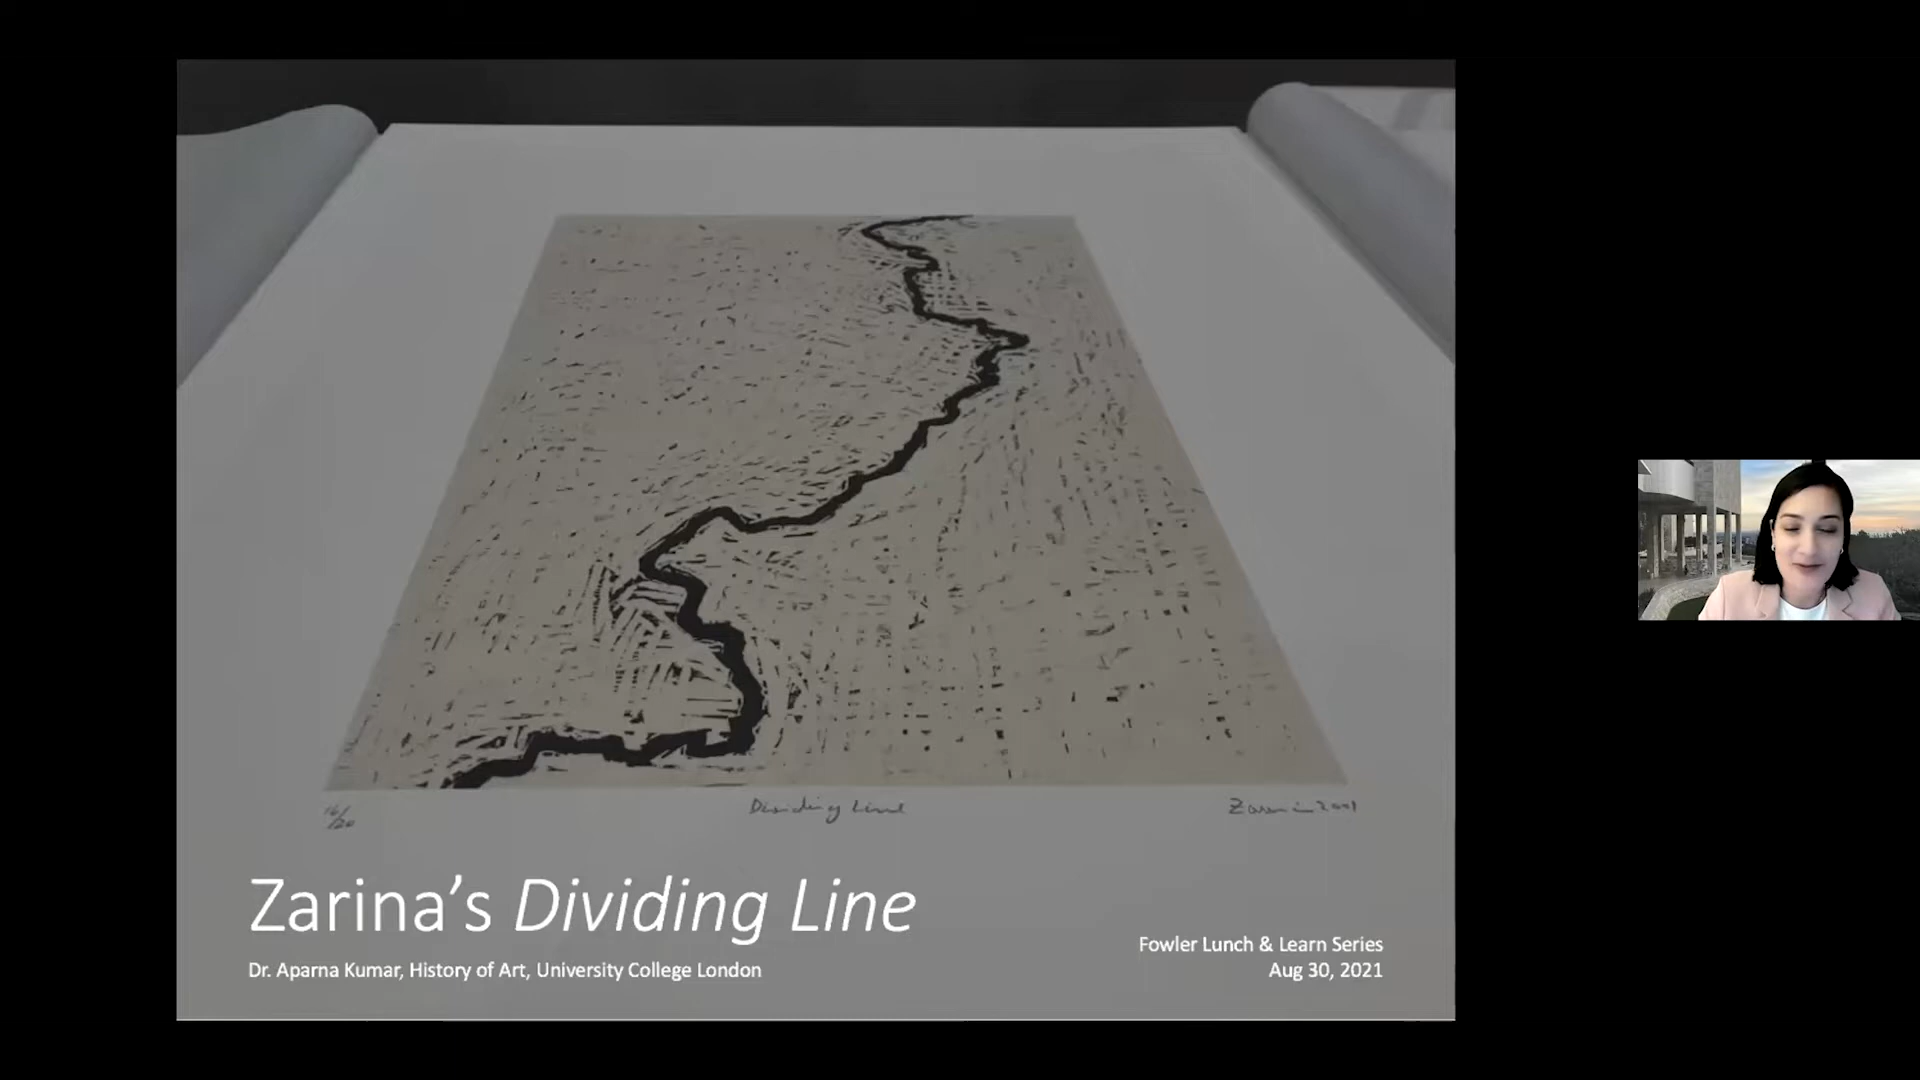 16/20
Dividing Line
Zarina 2001
Zarina's Dividing Line
Dr. Aparna Kumar, History of Art, University College London
Fowler Lunch & Learn Series
Aug 30, 2021